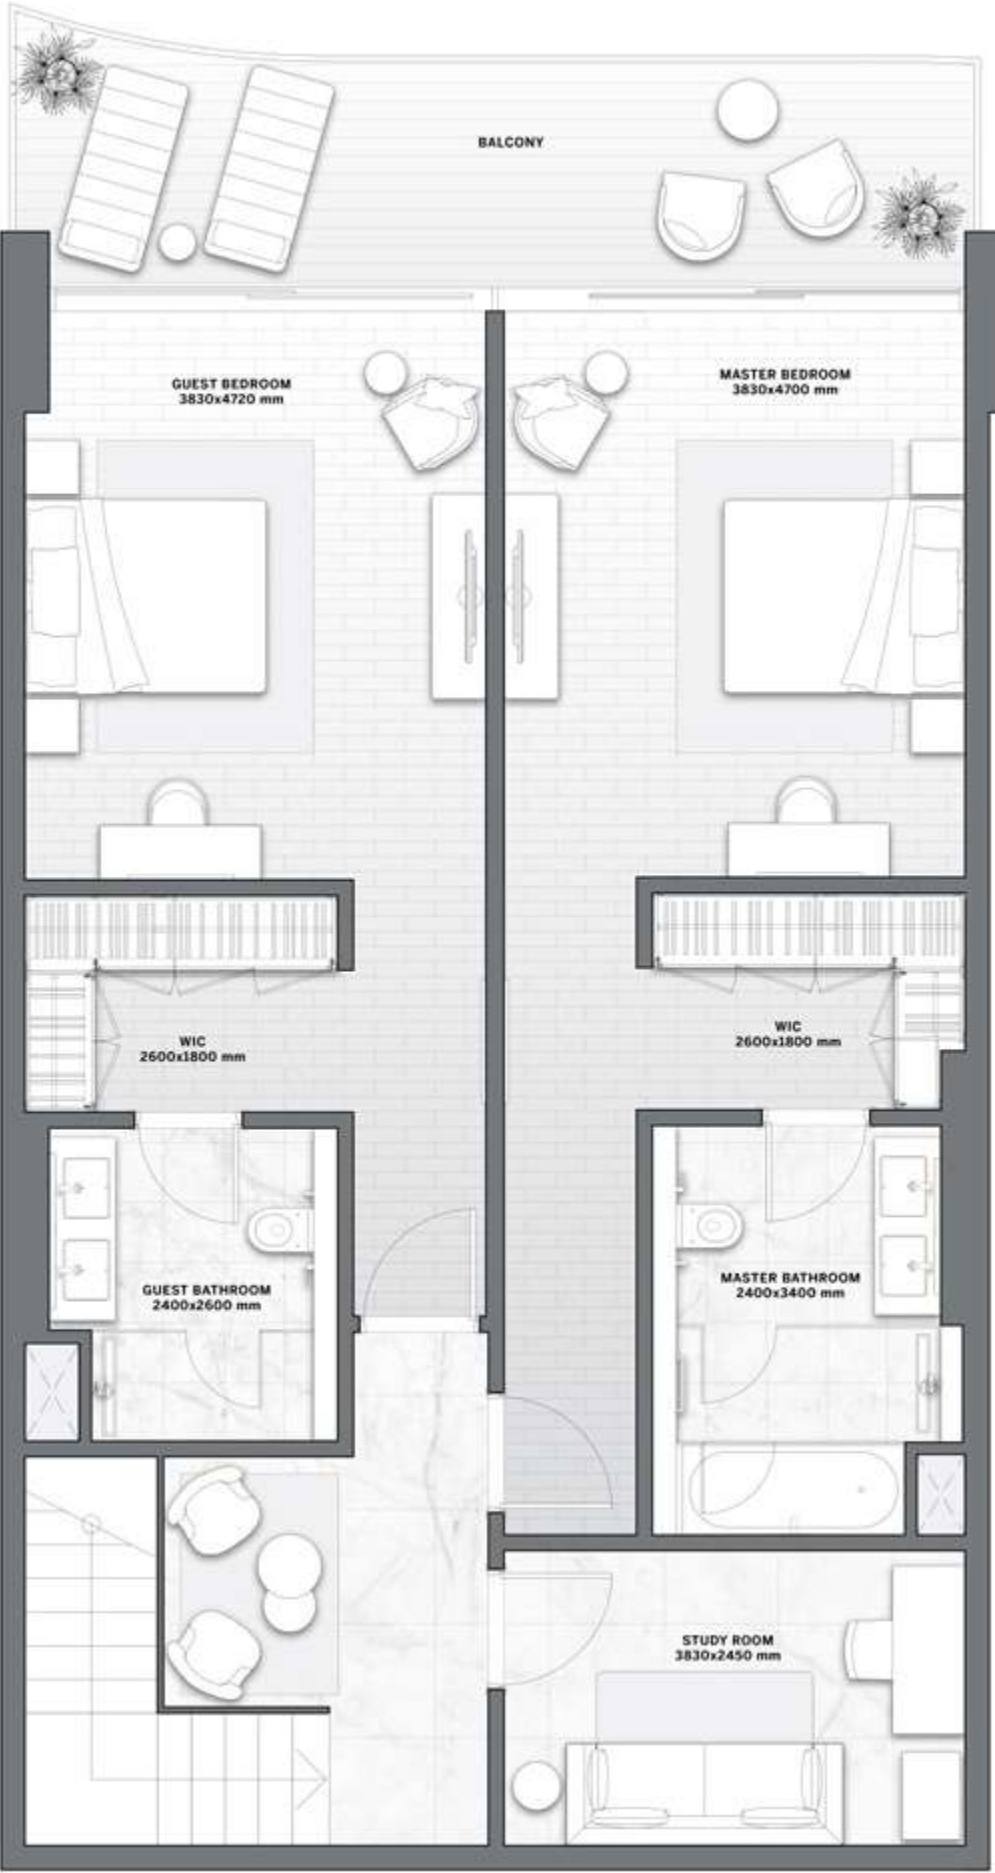 BALCONY
GUEST BEDROOM
3830x4720 mm
MASTER BEDROOM
3830x4700 mm
WIC
2600x1800 mm
WIC
2600x1800 mm
GUEST BATHROOM
2400x2600 mm
MASTER BATHROOM
2400x3400 mm
STUDY ROOM
3830x2450 mm